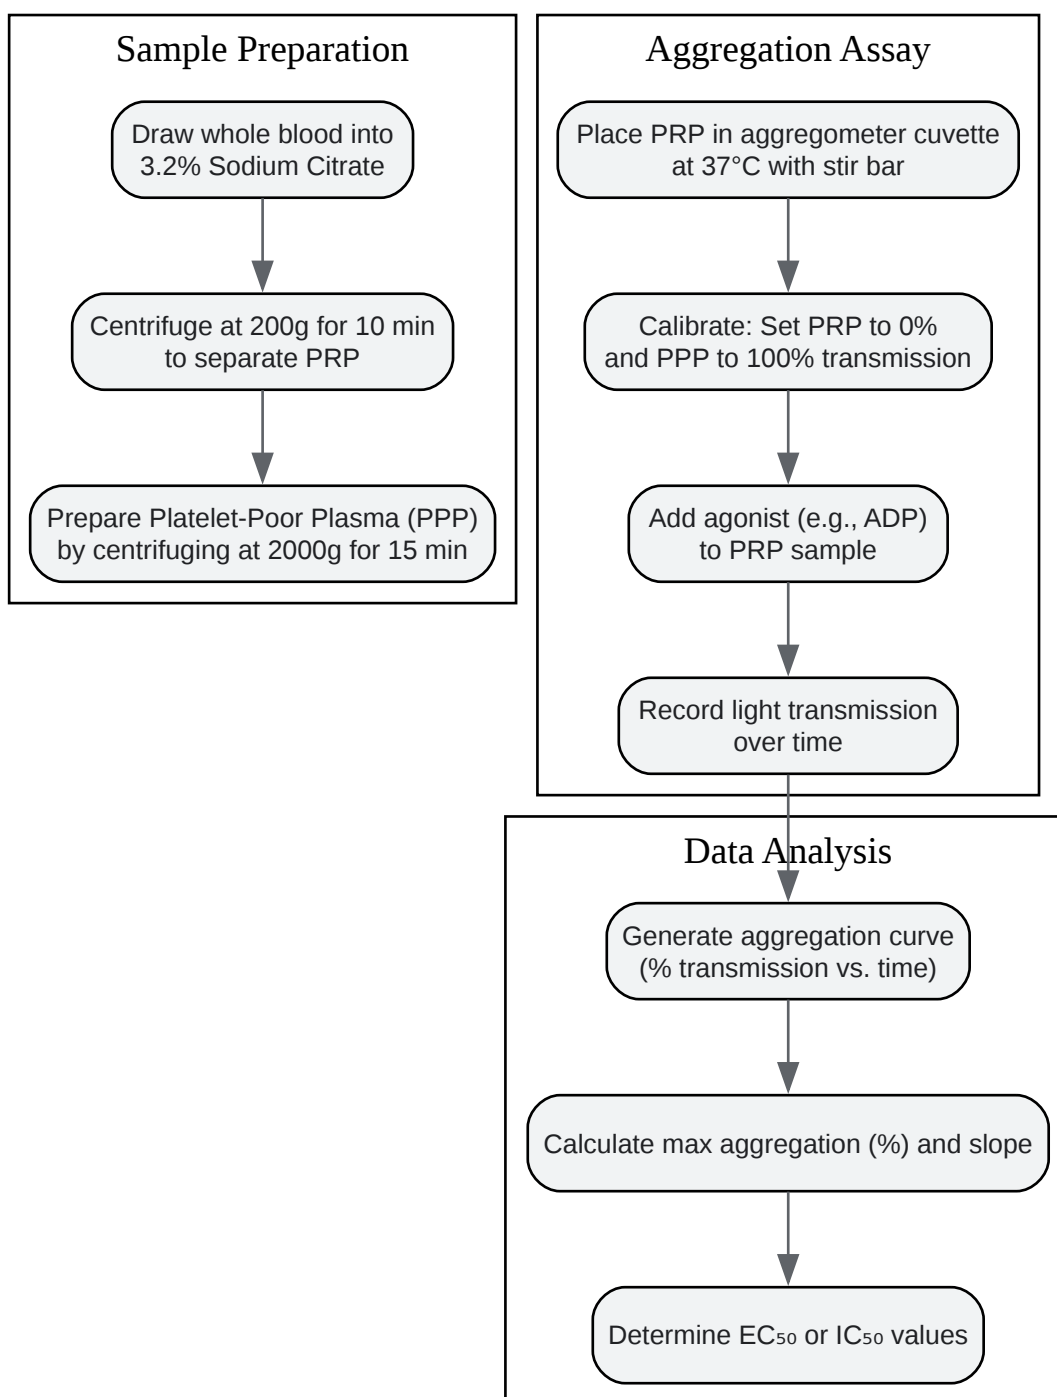 Sample Preparation
Draw whole blood into
3.2% Sodium Citrate
Centrifuge at 200g for 10 min
to separate PRP
Prepare Platelet-Poor Plasma (PPP)
by centrifuging at 2000g for 15 min
Aggregation Assay
Place PRP in aggregometer cuvette
at 37°C with stir bar
Calibrate: Set PRP to 0%
and PPP to 100% transmission
Add agonist (e.g., ADP)
to PRP sample
Record light transmission
over time
Data Analysis
Generate aggregation curve
(% transmission vs. time)
Calculate max aggregation (%) and slope
Determine EC₅₀ or IC₅₀ values